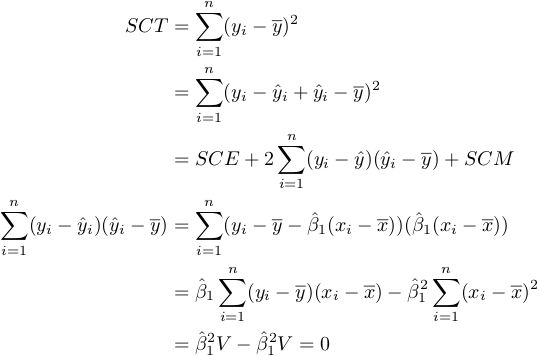 $SCT = \sum_{i=1}^{n} (y_i - \overline{y})^2$
$= \sum_{i=1}^{n} (y_i - \hat{y}_i + \hat{y}_i - \overline{y})^2$
$= SCE + 2 \sum_{i=1}^{n} (y_i - \hat{y})(\hat{y}_i - \overline{y}) + SCM$
$\sum_{i=1}^{n} (y_i - \hat{y}_i)(\hat{y}_i - \overline{y}) = \sum_{i=1}^{n} (y_i - \overline{y} - \hat{\beta}_1(x_i - \overline{x}))(\hat{\beta}_1(x_i - \overline{x}))$
$= \hat{\beta}_1 \sum_{i=1}^{n} (y_i - \overline{y})(x_i - \overline{x}) - \hat{\beta}_1^2 \sum_{i=1}^{n} (x_i - \overline{x})^2$
$= \hat{\beta}_1^2 V - \hat{\beta}_1^2 V = 0$